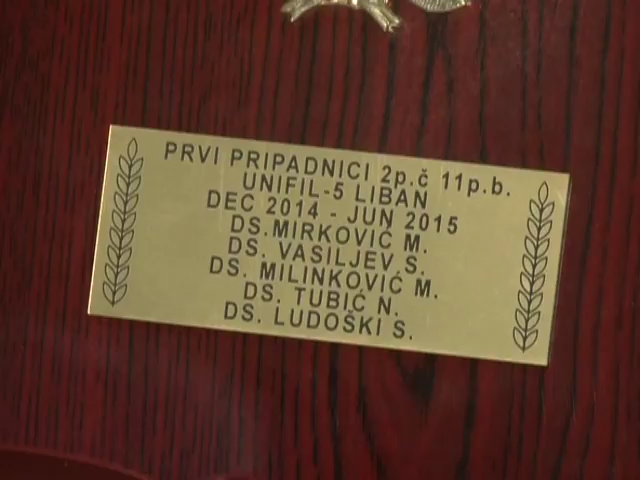 PRVI PRIPADNICI 2p.č 11p.b.
UNIFIL-5 LIBAN
DEC 2014 - JUN 2015
DS.MIRKOVIĆ M.
DS. VASILJEV S.
DS. MILINKOVIĆ M.
DS. TUBIĆ N.
DS. LUDOŠKI S.